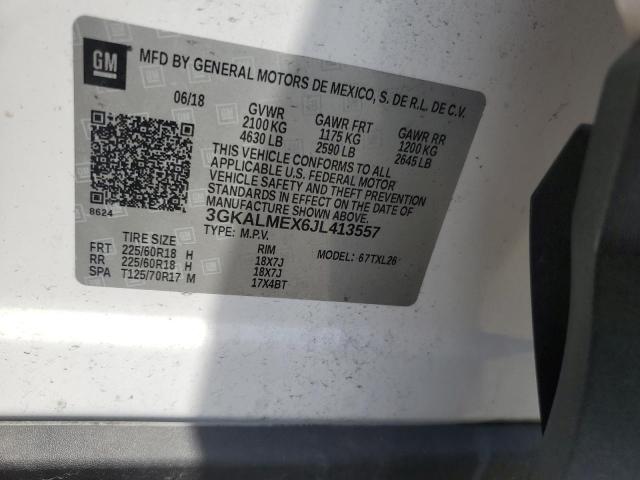 GM
MFD BY GENERAL MOTORS DE MEXICO, S. DE R.L. DE C.V.
06/18 GVWR GAWR FRT GAWR RR
2100 KG 1175 KG 1200 KG
4630 LB 2590 LB 2645 LB
THIS VEHICLE CONFORMS TO ALL
APPLICABLE U.S. FEDERAL MOTOR
VEHICLE SAFETY AND THEFT PREVENTION
STANDARDS IN EFFECT ON THE DATE OF
MANUFACTURE SHOWN ABOVE.
8624
3GKALMEX6JL413557
TYPE: M.P.V.
TIRE SIZE RIM MODEL: 67TXL26
FRT 225/60R18 H 18X7J
RR 225/60R18 H 18X7J
SPA T125/70R17 M 17X4BT